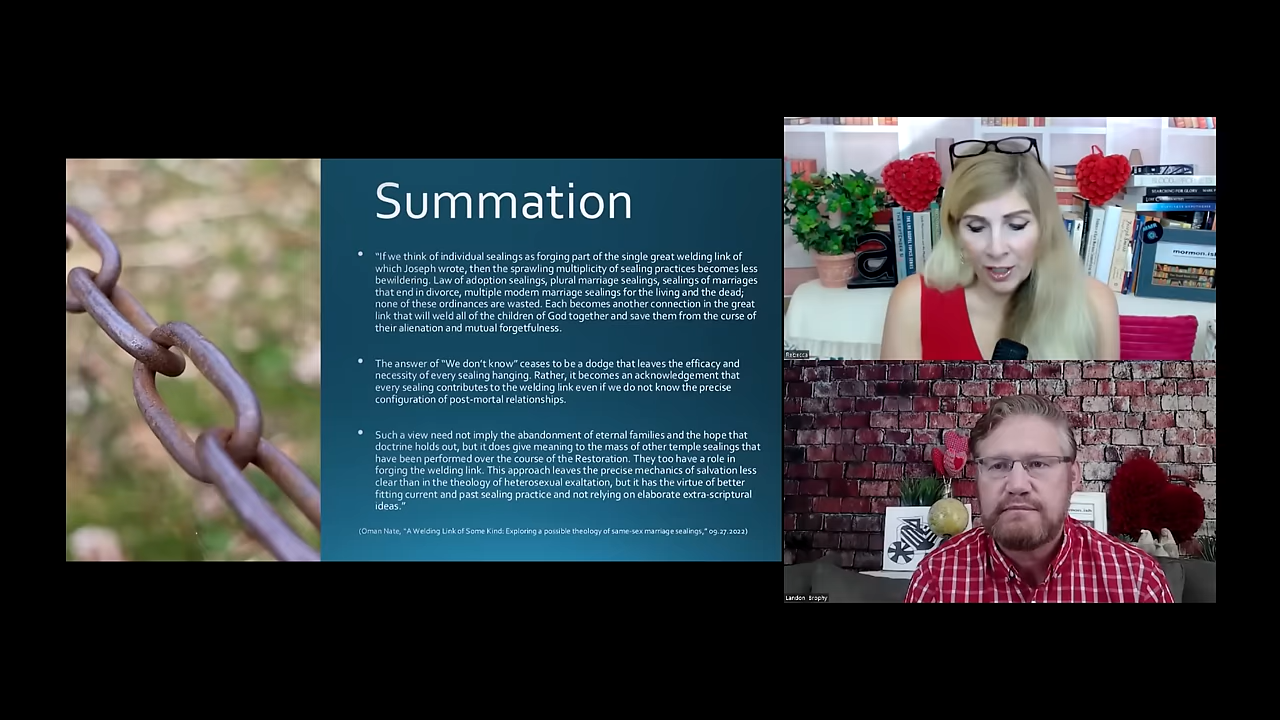 Summation
• "If we think of individual sealings as forging part of the single great welding link of
which Joseph wrote, then the sprawling multiplicity of sealing practices becomes less
bewildering. Law of adoption sealings, plural marriage sealings, sealings of marriages
that end in divorce, multiple modern marriage sealings for the living and the dead,
none of these ordinances are wasted. Each becomes another connection in the great
link that will weld all of the children of God together and save them from the curse of
their alienation and mutual forgetfulness.
• The answer of "We don't know" ceases to be a dodge that leaves the efficacy and
necessity of every sealing hanging. Rather, it becomes an acknowledgement that
every sealing contributes to the welding link even if we do not know the precise
configuration of post-mortal relationships.
• Such a view need not imply the abandonment of eternal families and the hope that
doctrine holds out, but it does give meaning to the mass of other temple sealings that
have been performed over the course of the Restoration. They too have a role in
forging the welding link. This approach leaves the precise mechanics of salvation less
clear than in the theology of heterosexual exaltation, but it has the virtue of better
fitting current and past sealing practice and not relying on elaborate extra-scriptural
ideas."
(Oman Nate, "A Welding Link of Some Kind: Exploring a possible theology of same-sex marriage sealings," 09.27.2022)
a
mormon.ish
Rebecca
Landon Brophy